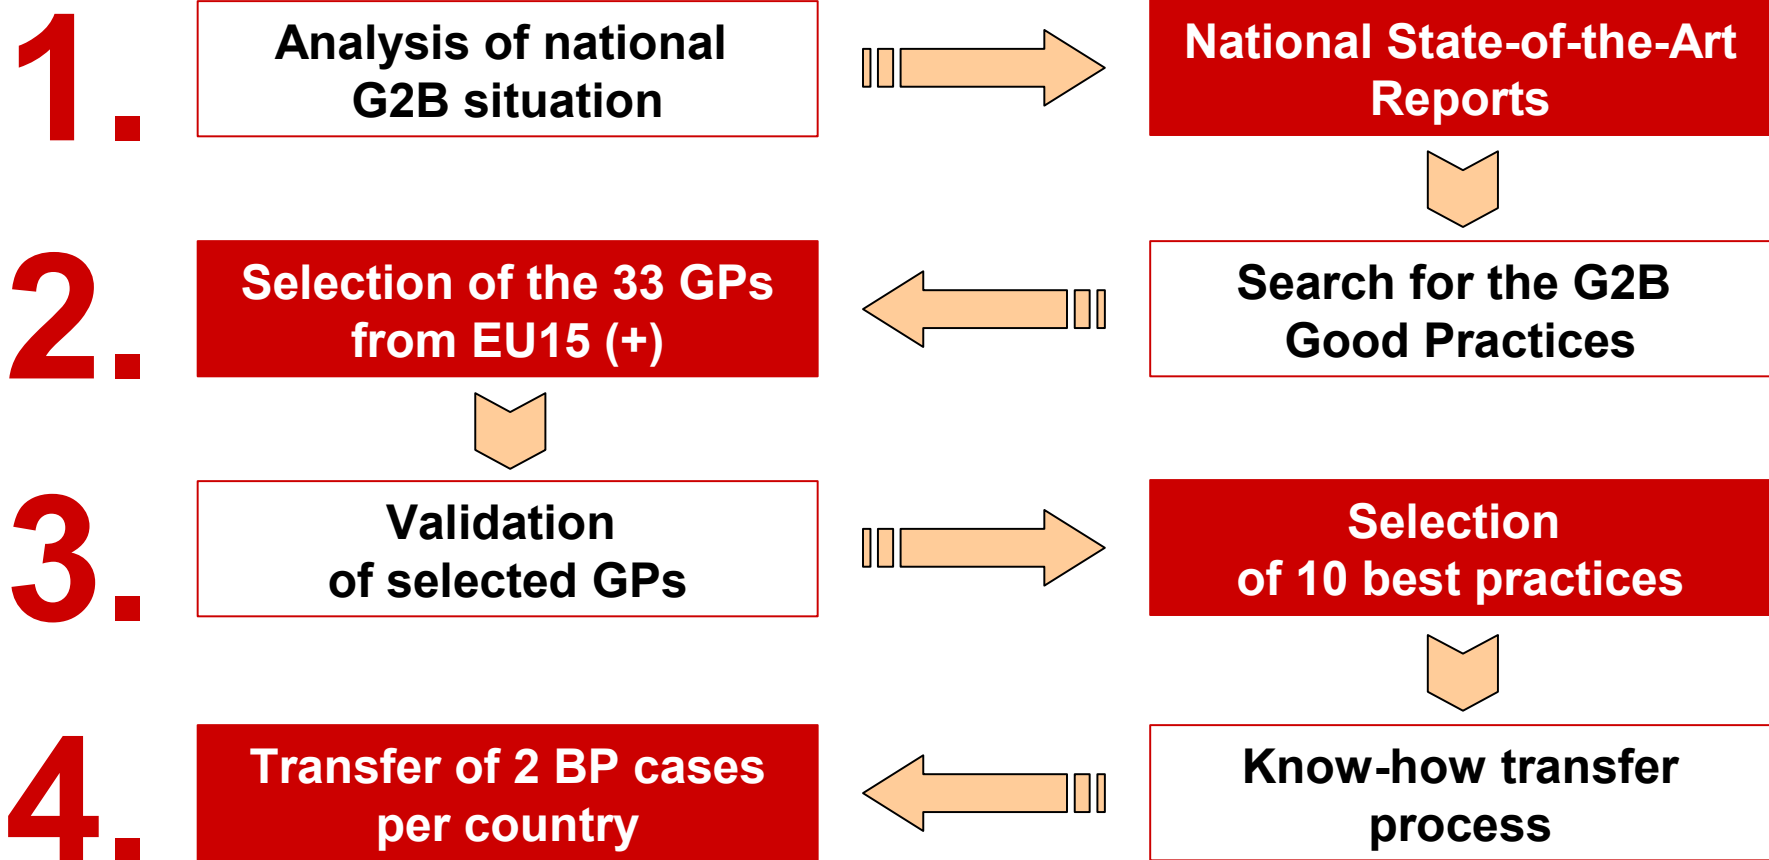 1.
Analysis of national
G2B situation
National State-of-the-Art
Reports
2.
Selection of the 33 GPs
from EU15 (+)
Search for the G2B
Good Practices
3.
Validation
of selected GPs
Selection
of 10 best practices
4.
Transfer of 2 BP cases
per country
Know-how transfer
process